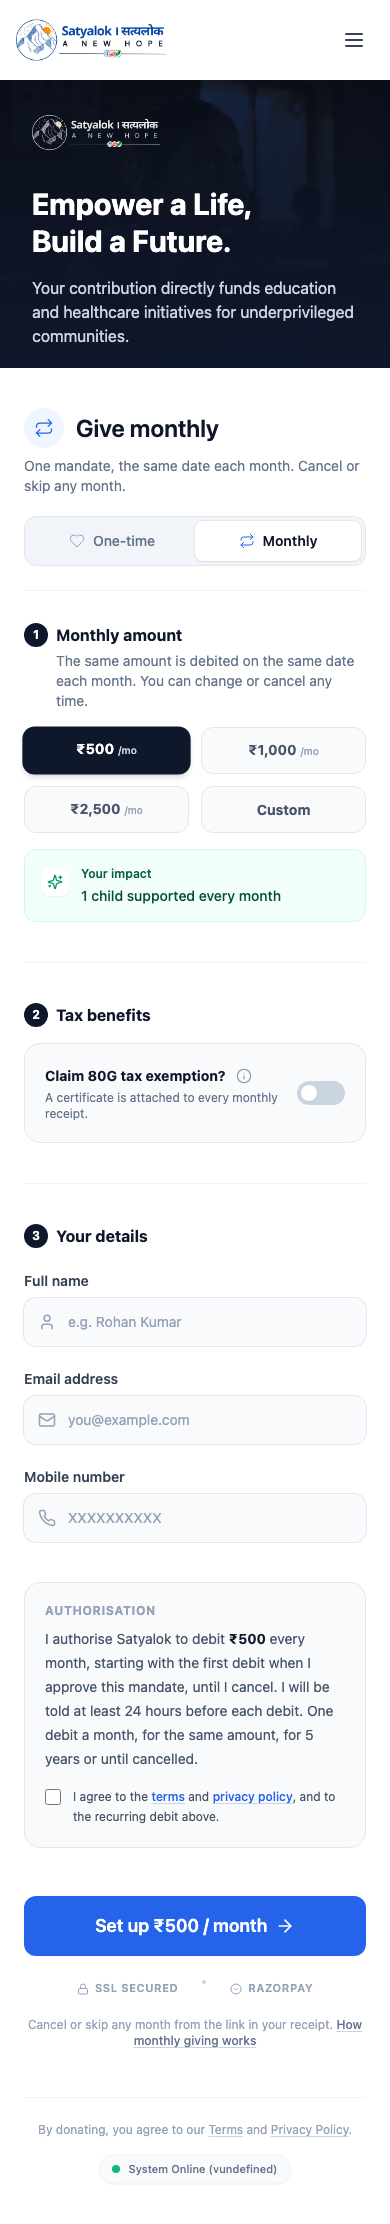 Satyalok । सत्यलोक
A NEW HOPE
Satyalok । सत्यलोक
A NEW HOPE
Empower a Life,
Build a Future.
Your contribution directly funds education
and healthcare initiatives for underprivileged
communities.
Give monthly
One mandate, the same date each month. Cancel or
skip any month.
One-time
Monthly
1 Monthly amount
The same amount is debited on the same date
each month. You can change or cancel any
time.
₹500 /mo
₹1,000 /mo
₹2,500 /mo
Custom
Your impact
1 child supported every month
2 Tax benefits
Claim 80G tax exemption?
A certificate is attached to every monthly
receipt.
3 Your details
Full name
e.g. Rohan Kumar
Email address
you@example.com
Mobile number
XXXXXXXXXX
AUTHORISATION
I authorise Satyalok to debit ₹500 every
month, starting with the first debit when I
approve this mandate, until I cancel. I will be
told at least 24 hours before each debit. One
debit a month, for the same amount, for 5
years or until cancelled.
I agree to the terms and privacy policy, and to
the recurring debit above.
Set up ₹500 / month →
SSL SECURED
RAZORPAY
Cancel or skip any month from the link in your receipt. How
monthly giving works
By donating, you agree to our Terms and Privacy Policy.
System Online (vundefined)